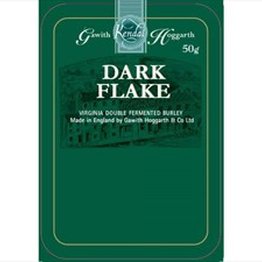 Gawith Kendal Hoggarth
50g
DARK
FLAKE
VIRGINIA DOUBLE FERMENTED BURLEY
Made in England by Gawith Hoggarth & Co Ltd